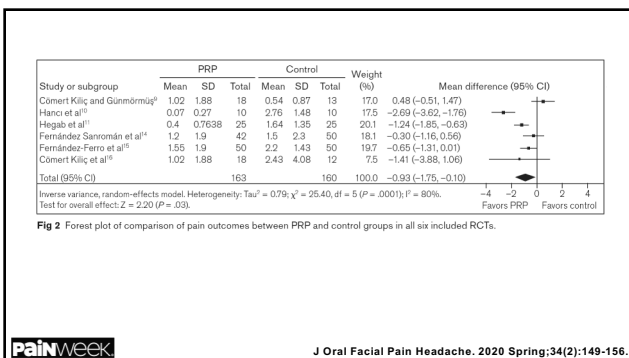 PRP Control Weight
Study or subgroup Mean SD Total Mean SD Total (%) Mean difference (95% CI)
Cömert Kiliç and Günmörmüş⁹ 1.02 1.88 18 0.54 0.87 13 17.0 0.48 (−0.51, 1.47)
Hancı et al¹⁰ 0.07 0.27 10 2.76 1.48 10 17.5 −2.69 (−3.62, −1.76)
Hegab et al¹¹ 0.4 0.7638 25 1.64 1.35 25 20.1 −1.24 (−1.85, −0.63)
Fernández Sanromán et al¹⁴ 1.2 1.9 42 1.5 2.3 50 18.1 −0.30 (−1.16, 0.56)
Fernández-Ferro et al¹⁵ 1.55 1.9 50 2.2 1.43 50 19.7 −0.65 (−1.31, 0.01)
Cömert Kiliç et al¹⁶ 1.02 1.88 18 2.43 4.08 12 7.5 −1.41 (−3.88, 1.06)
Total (95% CI) 163 160 100.0 −0.93 (−1.75, −0.10)
Inverse variance, random-effects model. Heterogeneity: Tau² = 0.79; χ² = 25.40, df = 5 (P = .0001); I² = 80%. −4 −2 0 2 4
Test for overall effect: Z = 2.20 (P = .03). Favors PRP Favors control
Fig 2 Forest plot of comparison of pain outcomes between PRP and control groups in all six included RCTs.
PaiNWeek. J Oral Facial Pain Headache. 2020 Spring;34(2):149-156.